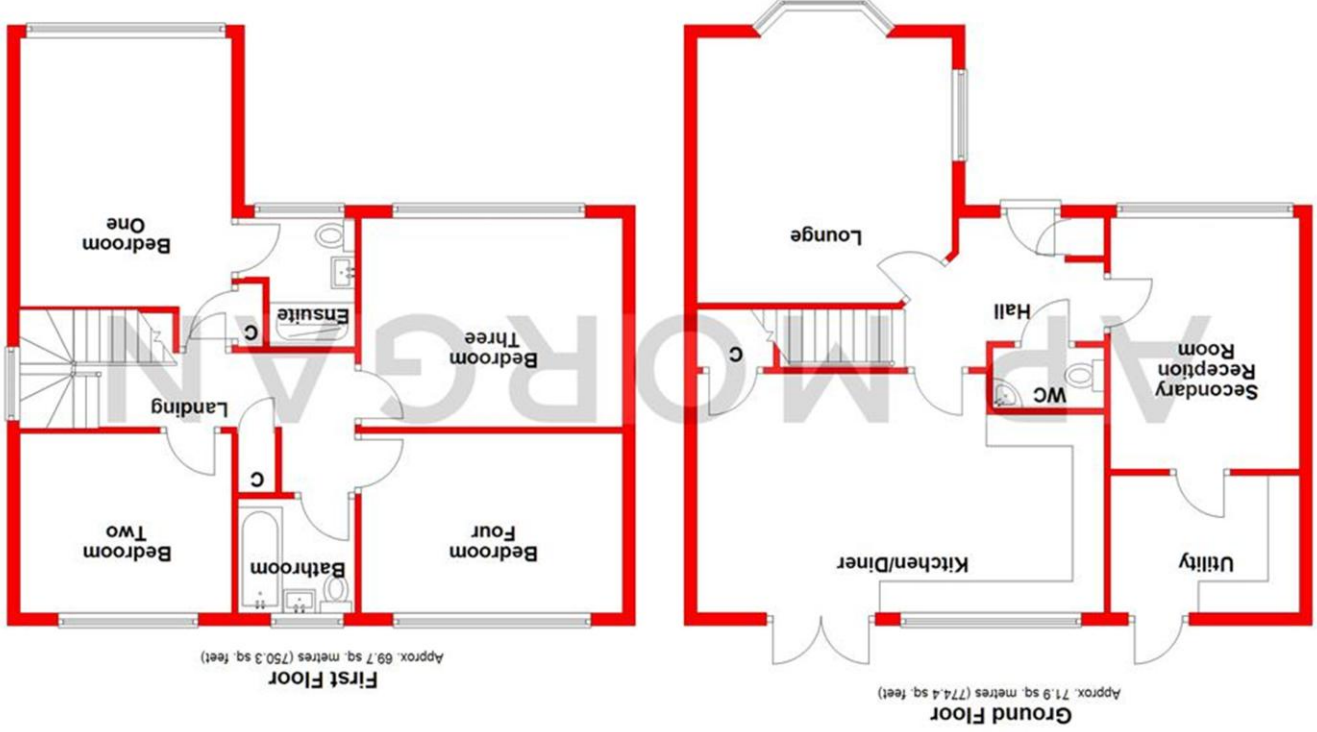 Ground Floor
Approx. 71.9 sq. metres (774.4 sq. feet)
Utility
Kitchen/Diner
Secondary
Reception
Room
WC
C
Hall
Lounge
First Floor
Approx. 69.7 sq. metres (750.3 sq. feet)
Bedroom
Four
Bathroom
Bedroom
Two
C
Landing
Bedroom
Three
C
Ensuite
Bedroom
One
AP MORGAN